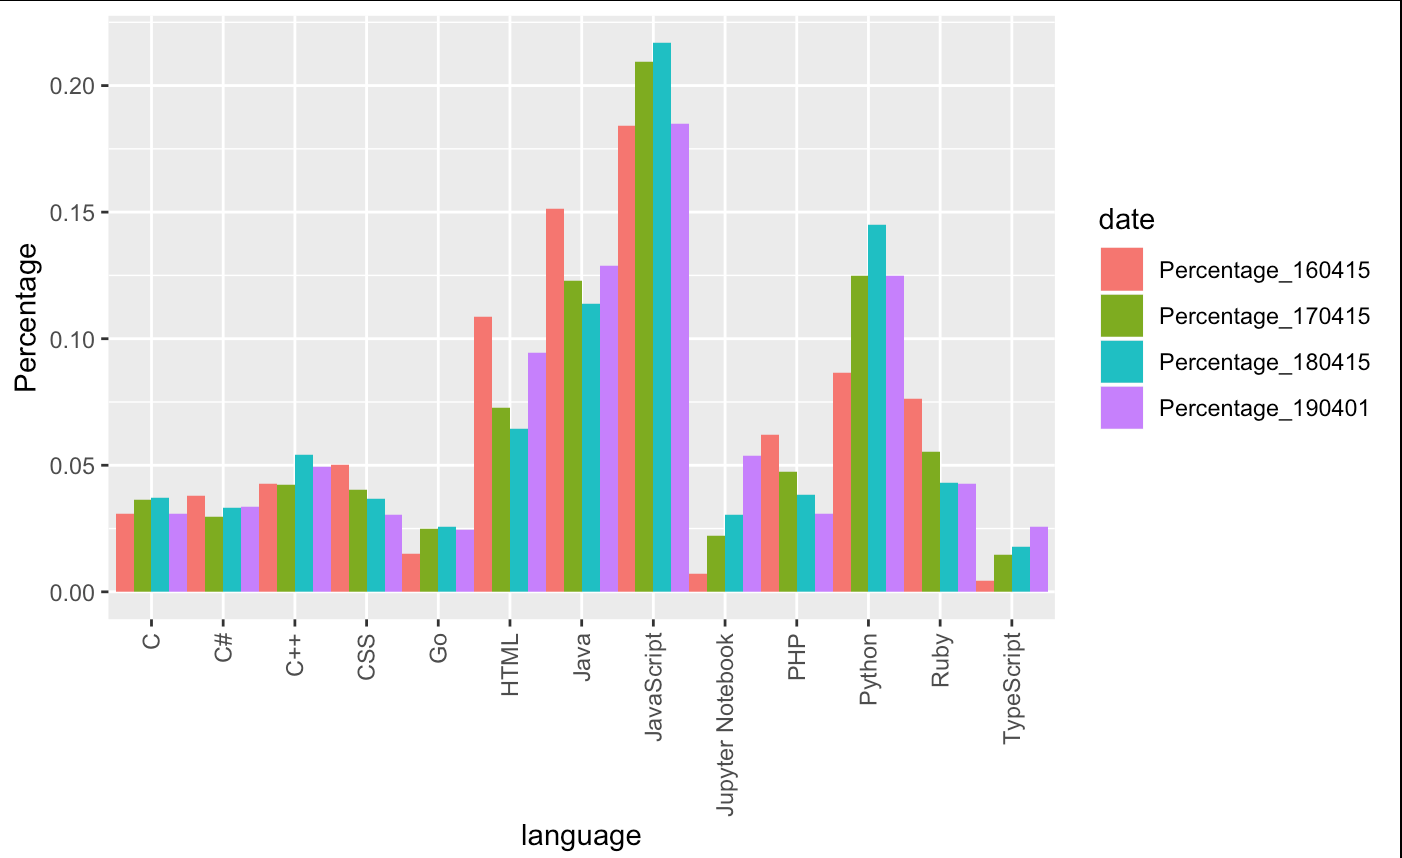 Percentage
0.20
0.15
0.10
0.05
0.00
C
C#
C++
CSS
Go
HTML
Java
JavaScript
Jupyter Notebook
PHP
Python
Ruby
TypeScript
language
date
Percentage_160415
Percentage_170415
Percentage_180415
Percentage_190401